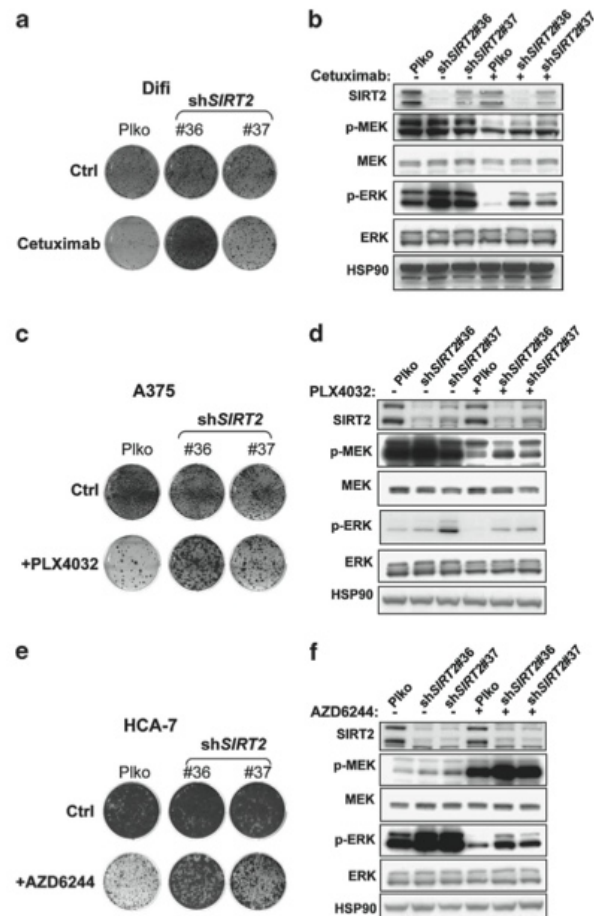 a
Difi
shSIRT2
Plko #36 #37
Ctrl
Cetuximab
b
Plko shSIRT2#36 shSIRT2#37 Plko shSIRT2#36 shSIRT2#37
Cetuximab: - - - + + +
SIRT2
p-MEK
MEK
p-ERK
ERK
HSP90
c
A375
shSIRT2
Plko #36 #37
Ctrl
+PLX4032
d
Plko shSIRT2#36 shSIRT2#37 Plko shSIRT2#36 shSIRT2#37
PLX4032: - - - + + +
SIRT2
p-MEK
MEK
p-ERK
ERK
HSP90
e
HCA-7
shSIRT2
Plko #36 #37
Ctrl
+AZD6244
f
Plko shSIRT2#36 shSIRT2#37 Plko shSIRT2#36 shSIRT2#37
AZD6244: - - - + + +
SIRT2
p-MEK
MEK
p-ERK
ERK
HSP90